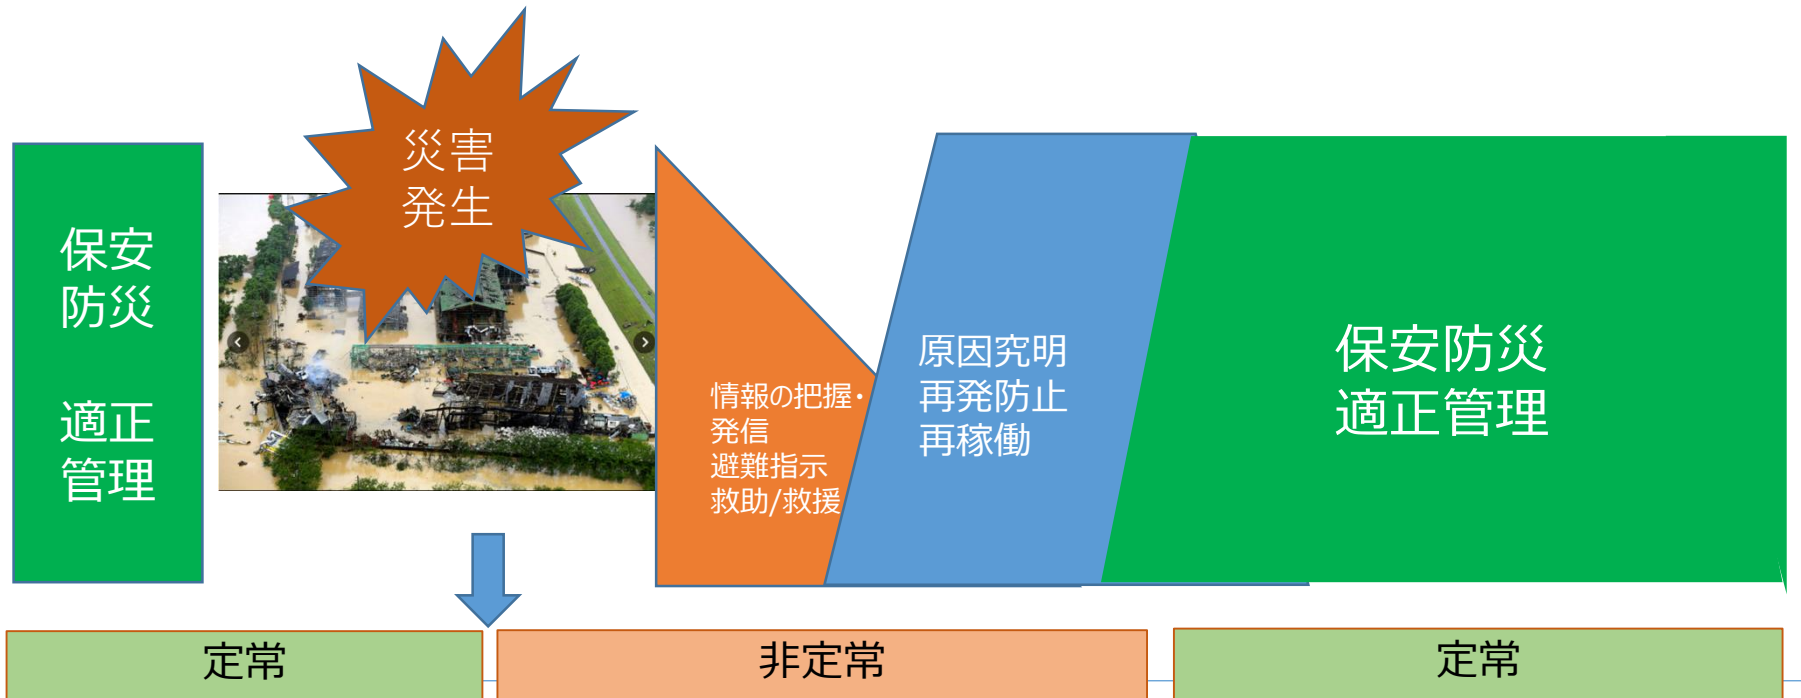 災害
発生
保安
防災
適正
管理
情報の把握・
発信
避難指示
救助/救援
原因究明
再発防止
再稼働
保安防災
適正管理
定常
非定常
定常